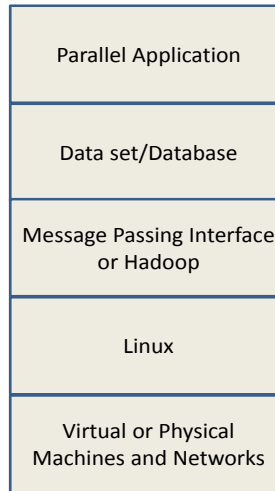 Parallel Application
Data set/Database
Message Passing Interface
or Hadoop
Linux
Virtual or Physical
Machines and Networks